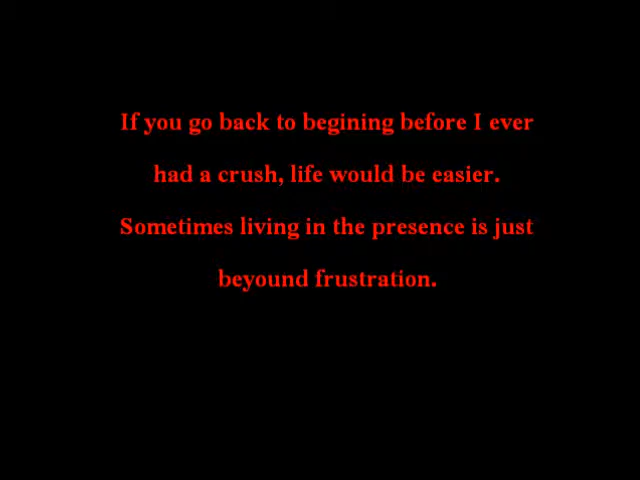 If you go back to begining before I ever
had a crush, life would be easier.
Sometimes living in the presence is just
beyound frustration.